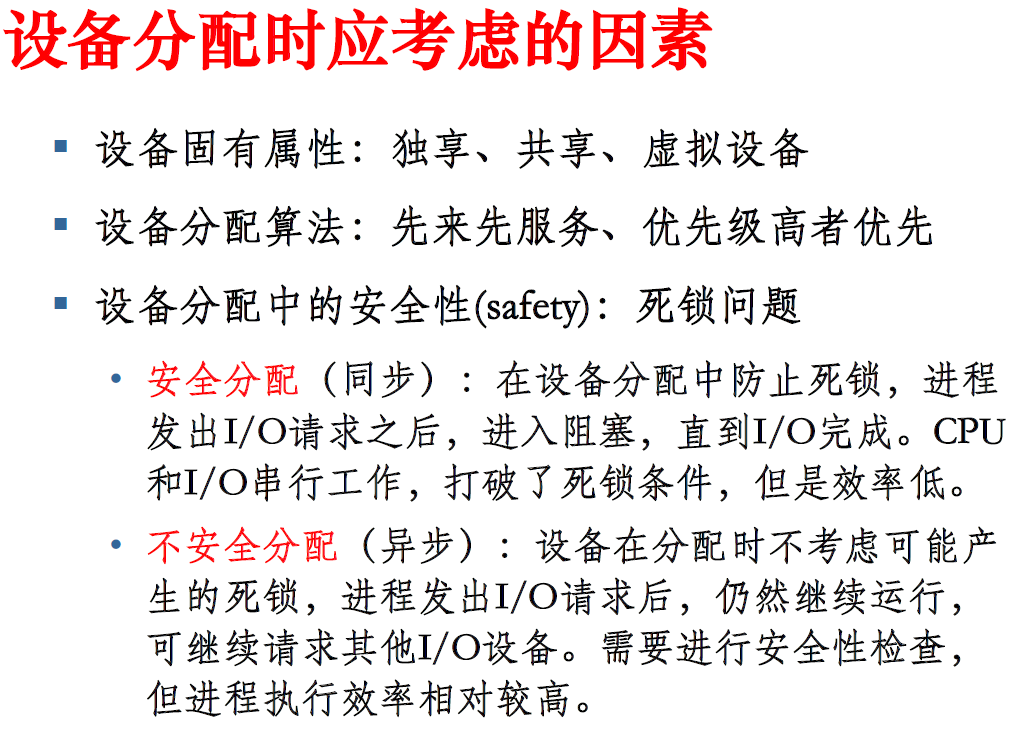 设备分配时应考虑的因素
▪ 设备固有属性：独享、共享、虚拟设备
▪ 设备分配算法：先来先服务、优先级高者优先
▪ 设备分配中的安全性(safety)：死锁问题
• 安全分配（同步）：在设备分配中防止死锁，进程
发出I/O请求之后，进入阻塞，直到I/O完成。CPU
和I/O串行工作，打破了死锁条件，但是效率低。
• 不安全分配（异步）：设备在分配时不考虑可能产
生的死锁，进程发出I/O请求后，仍然继续运行，
可继续请求其他I/O设备。需要进行安全性检查，
但进程执行效率相对较高。